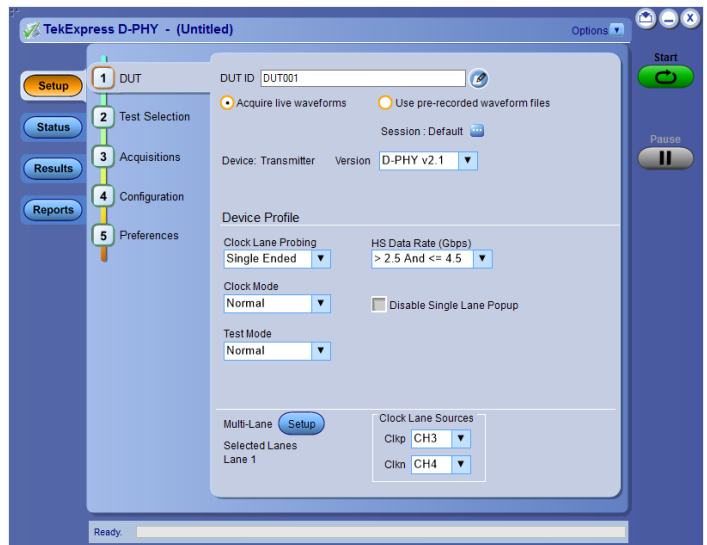 TekExpress D-PHY - (Untitled)
Options
Start
Pause
Setup
Status
Results
Reports
1 DUT
2 Test Selection
3 Acquisitions
4 Configuration
5 Preferences
DUT ID DUT001
Acquire live waveforms Use pre-recorded waveform files
Session : Default
Device: Transmitter Version D-PHY v2.1
Device Profile
Clock Lane Probing HS Data Rate (Gbps)
Single Ended > 2.5 And <= 4.5
Clock Mode
Normal Disable Single Lane Popup
Test Mode
Normal
Multi-Lane Setup
Selected Lanes
Lane 1
Clock Lane Sources
Clkp CH3
Clkn CH4
Ready.